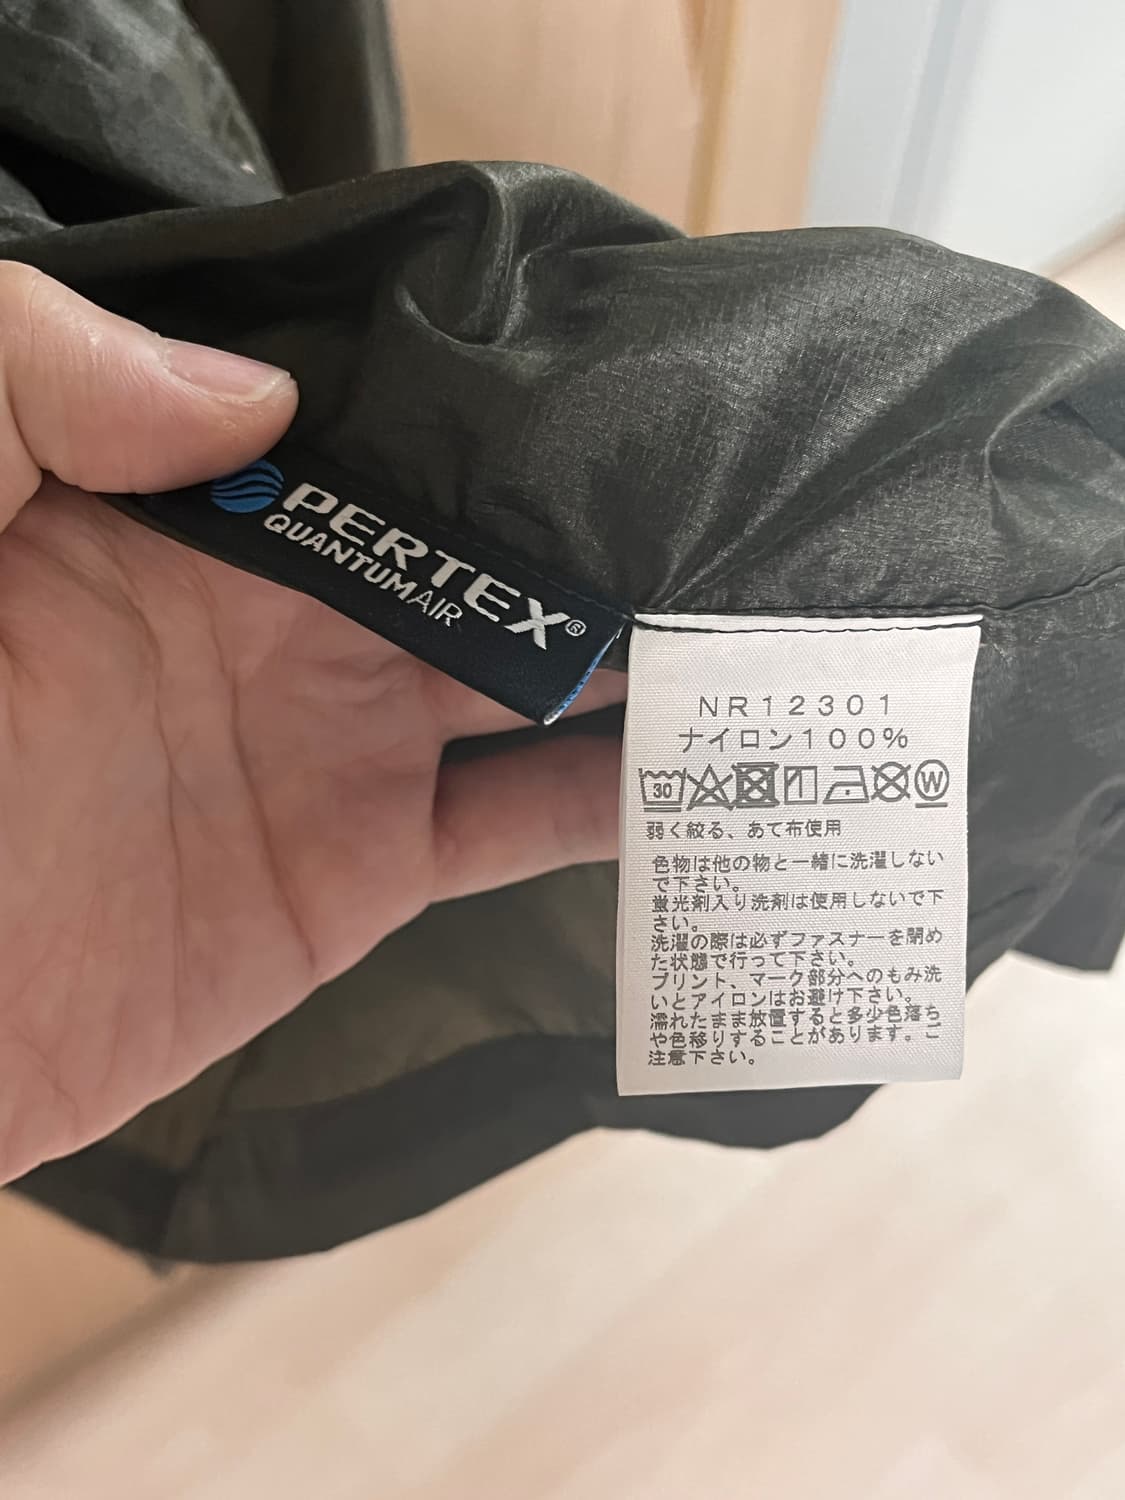 PERTEX®
QUANTUMAIR
NR12301
ナイロン100%
30 W
弱く絞る、あて布使用
色物は他の物と一緒に洗濯しない
で下さい。
蛍光剤入り洗剤は使用しないで下
さい。
洗濯の際は必ずファスナーを閉め
た状態で行って下さい。
プリント、マーク部分へのもみ洗
いとアイロンはお避け下さい。
濡れたまま放置すると多少色落ち
や色移りすることがあります。ご
注意下さい。